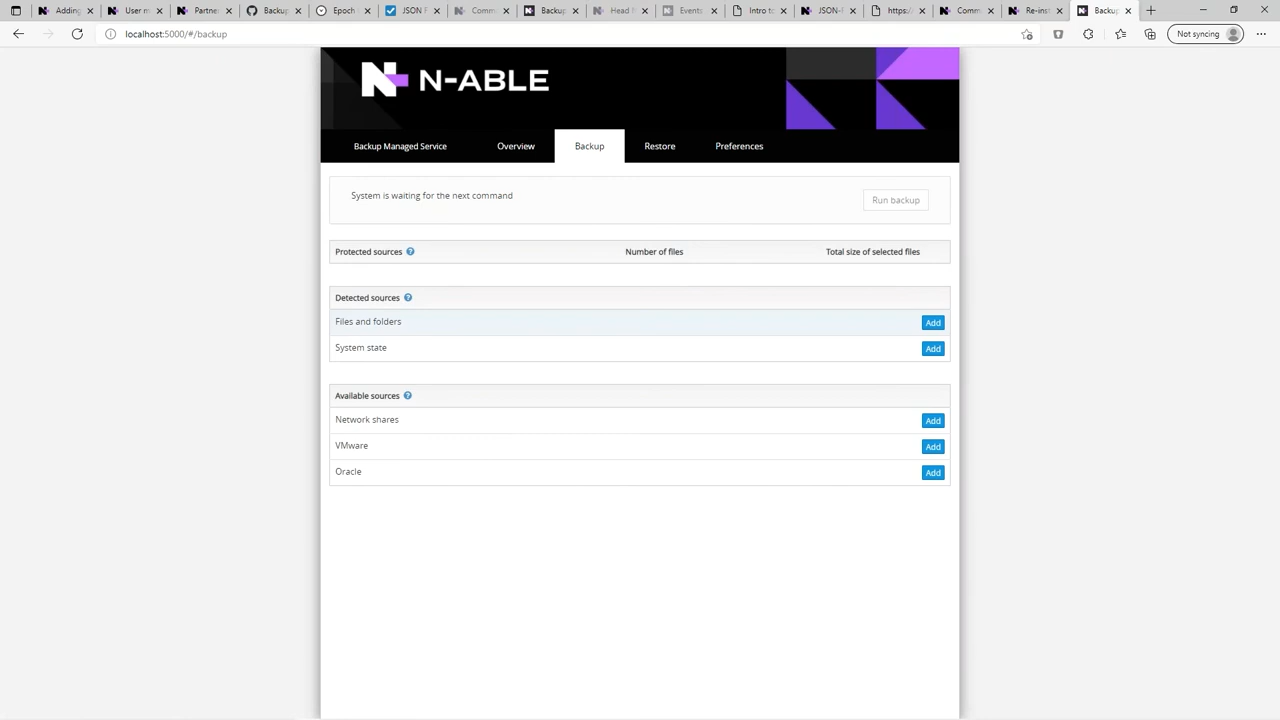 Adding
User m
Partner
Backup
Epoch
JSON F
Comm
Backup
Head f
Events
Intro to
JSON-F
https:/
Comm
Re-inst
Backup
localhost:5000/#/backup
Not syncing
N-ABLE
Backup Managed Service
Overview
Backup
Restore
Preferences
System is waiting for the next command
Run backup
Protected sources ? Number of files Total size of selected files
Detected sources ?
Files and folders Add
System state Add
Available sources ?
Network shares Add
VMware Add
Oracle Add